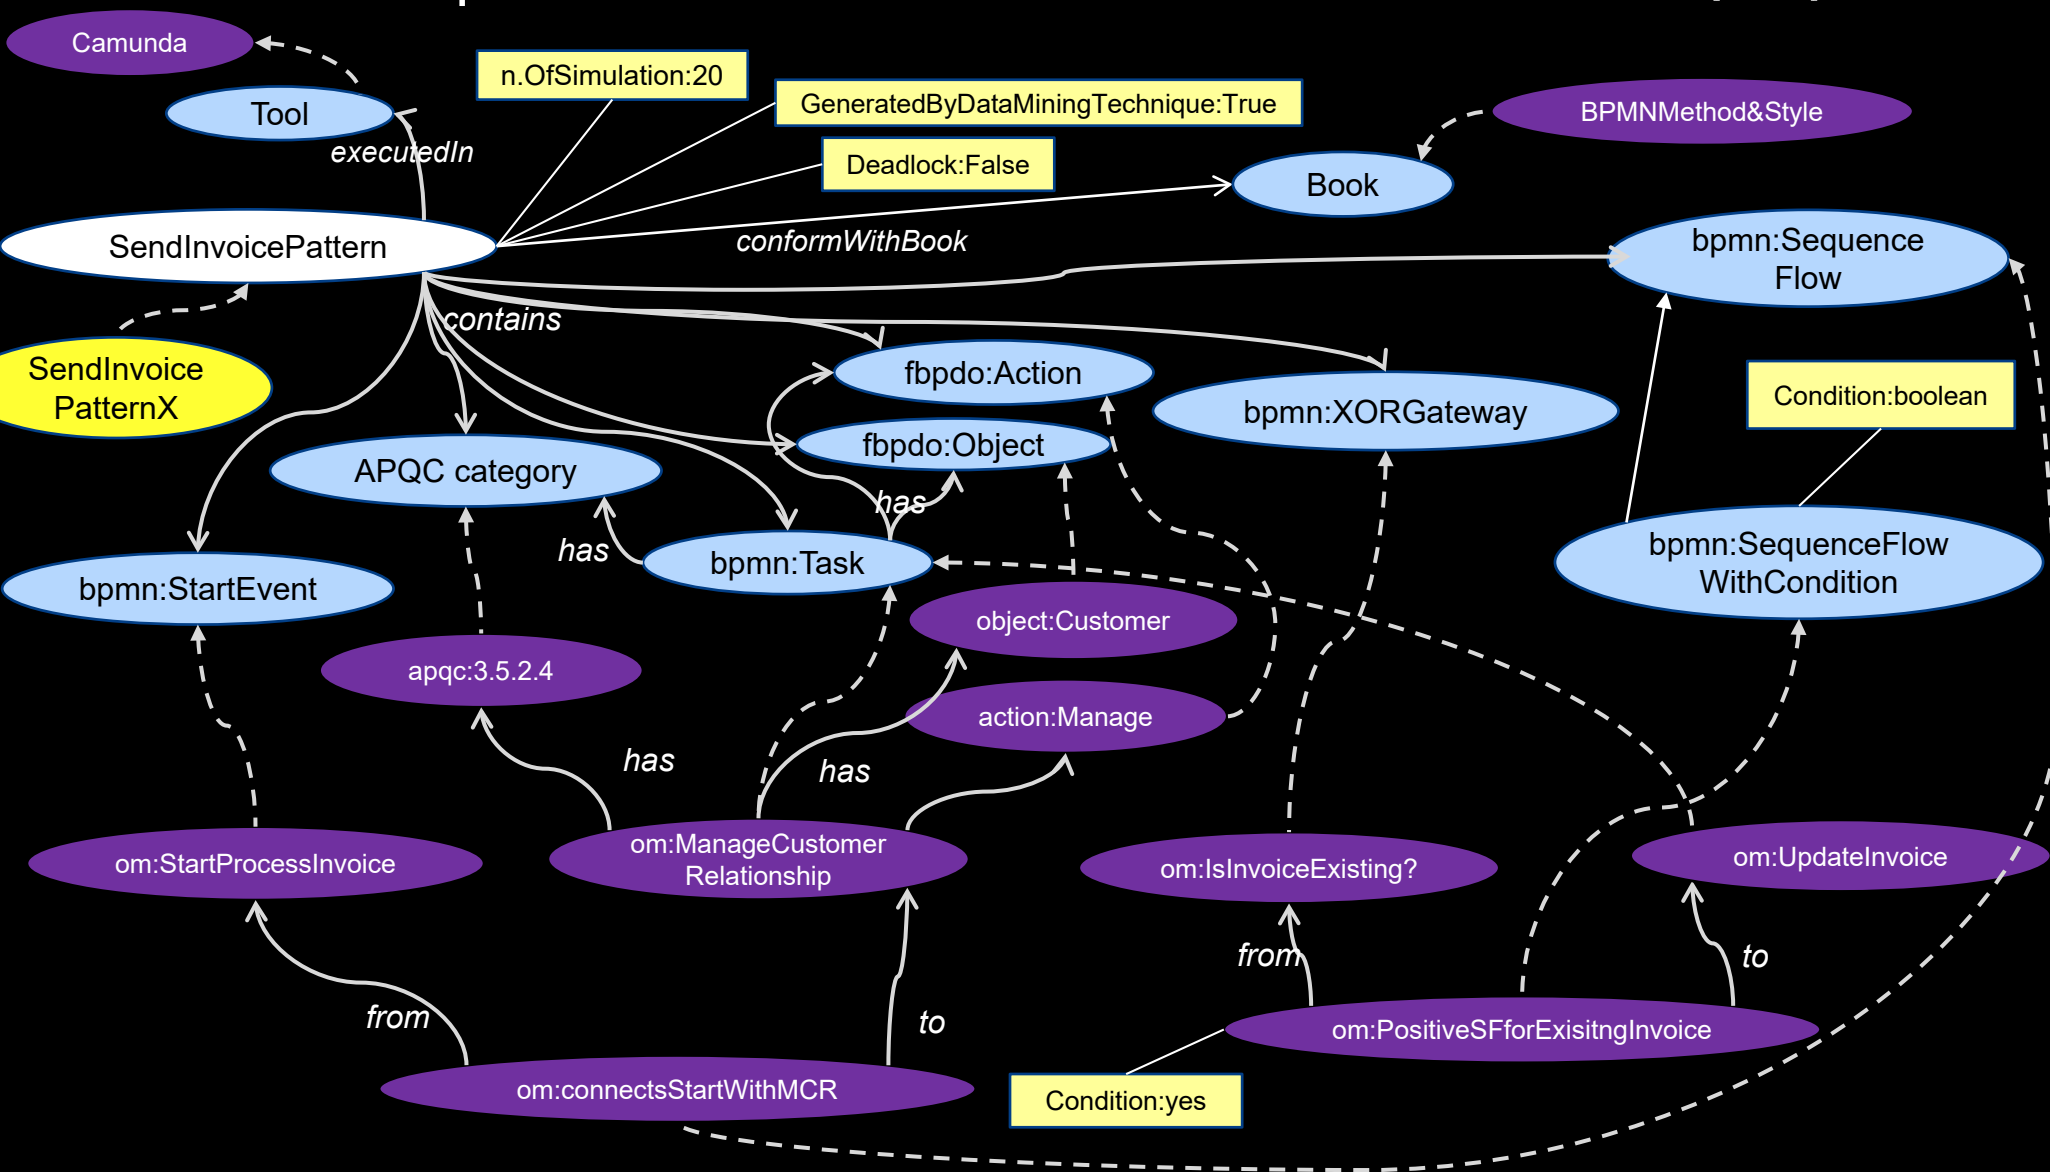 Camunda
n.OfSimulation:20
GeneratedByDataMiningTechnique:True
BPMNMethod&Style
Tool
executedIn
Deadlock:False
Book
SendInvoicePattern
conformWithBook
bpmn:Sequence
Flow
contains
SendInvoice
PatternX
fbpdo:Action
bpmn:XORGateway
Condition:boolean
fbpdo:Object
APQC category
has
has
bpmn:Task
bpmn:SequenceFlow
WithCondition
bpmn:StartEvent
object:Customer
apqc:3.5.2.4
action:Manage
has
has
om:StartProcessInvoice
om:ManageCustomer
Relationship
om:IsInvoiceExisting?
om:UpdateInvoice
from
to
from
to
om:PositiveSFforExisitngInvoice
om:connectsStartWithMCR
Condition:yes